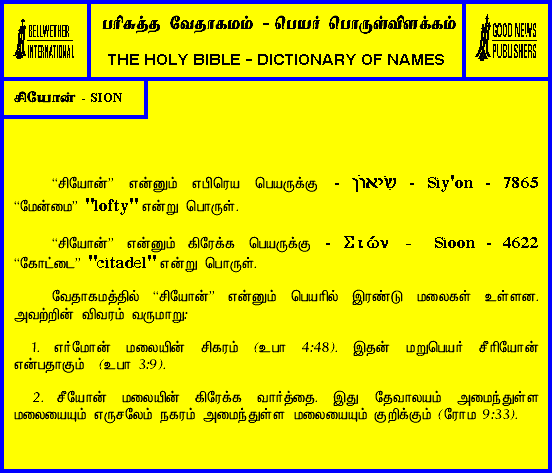 BELLWETHER
INTERNATIONAL
பரிசுத்த வேதாகமம் - பெயர் பொருள்விளக்கம்
THE HOLY BIBLE - DICTIONARY OF NAMES
GOOD NEWS
PUBLISHERS
சியோன் - SION
“சியோன்” என்னும் எபிரெய பெயருக்கு - שִׂיאוֹן - Siy'on - 7865
“மேன்மை” "lofty" என்று பொருள்.
“சியோன்” என்னும் கிரேக்க பெயருக்கு - Σιών - Sioon - 4622
“கோட்டை” "citadel" என்று பொருள்.
வேதாகமத்தில் “சியோன்” என்னும் பெயரில் இரண்டு மலைகள் உள்ளன.
அவற்றின் விவரம் வருமாறு:
1. எர்மோன் மலையின் சிகரம் (உபா 4:48). இதன் மறுபெயர் சீரியோன்
என்பதாகும் (உபா 3:9).
2. சீயோன் மலையின் கிரேக்க வார்த்தை. இது தேவாலயம் அமைந்துள்ள
மலையையும் எருசலேம் நகரம் அமைந்துள்ள மலையையும் குறிக்கும் (ரோம 9:33).